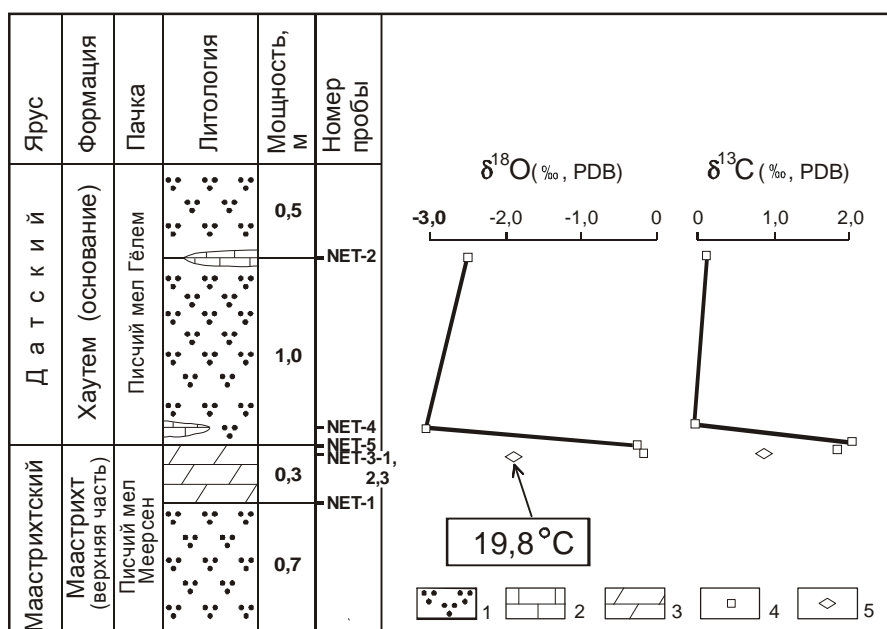 Ярус
Формация
Пачка
Литология
Мощность,
м
Номер
пробы
δ¹⁸O (‰, PDB)
δ¹³C (‰, PDB)
-3,0
-2,0
-1,0
0
0
1,0
2,0
Датский
Хаутем (основание)
Писчий мел Гёлем
0,5
NET-2
1,0
NET-4
NET-5
NET-3-1,
2,3
Маастрихтский
Маастрихт
(верхняя часть)
Писчий мел
Меерсен
0,3
NET-1
0,7
19,8 °C
1
2
3
4
5